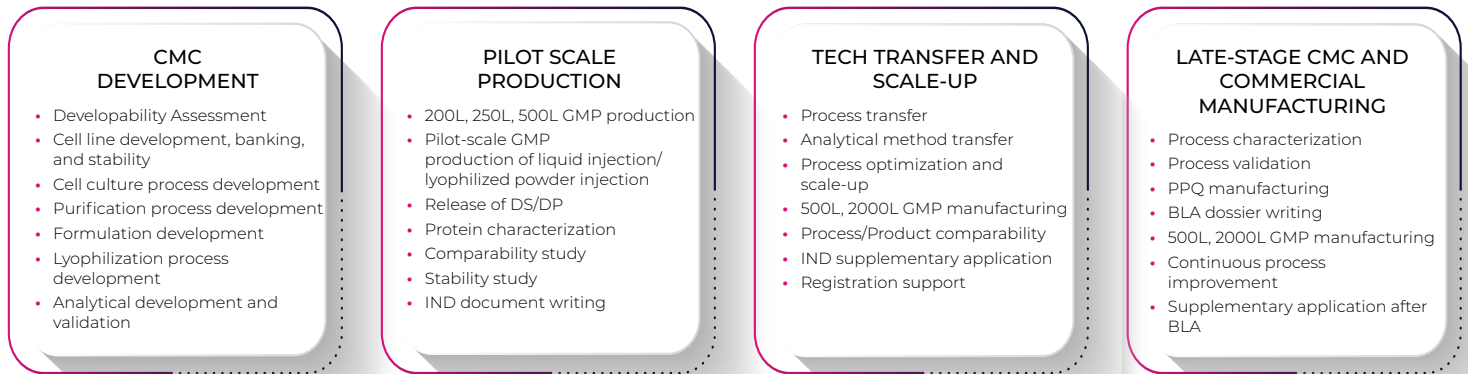 CMC
DEVELOPMENT
• Developability Assessment
• Cell line development, banking,
and stability
• Cell culture process development
• Purification process development
• Formulation development
• Lyophilization process
development
• Analytical development and
validation
PILOT SCALE
PRODUCTION
• 200L, 250L, 500L GMP production
• Pilot-scale GMP
production of liquid injection/
lyophilized powder injection
• Release of DS/DP
• Protein characterization
• Comparability study
• Stability study
• IND document writing
TECH TRANSFER AND
SCALE-UP
• Process transfer
• Analytical method transfer
• Process optimization and
scale-up
• 500L, 2000L GMP manufacturing
• Process/Product comparability
• IND supplementary application
• Registration support
LATE-STAGE CMC AND
COMMERCIAL
MANUFACTURING
• Process characterization
• Process validation
• PPQ manufacturing
• BLA dossier writing
• 500L, 2000L GMP manufacturing
• Continuous process
improvement
• Supplementary application after
BLA